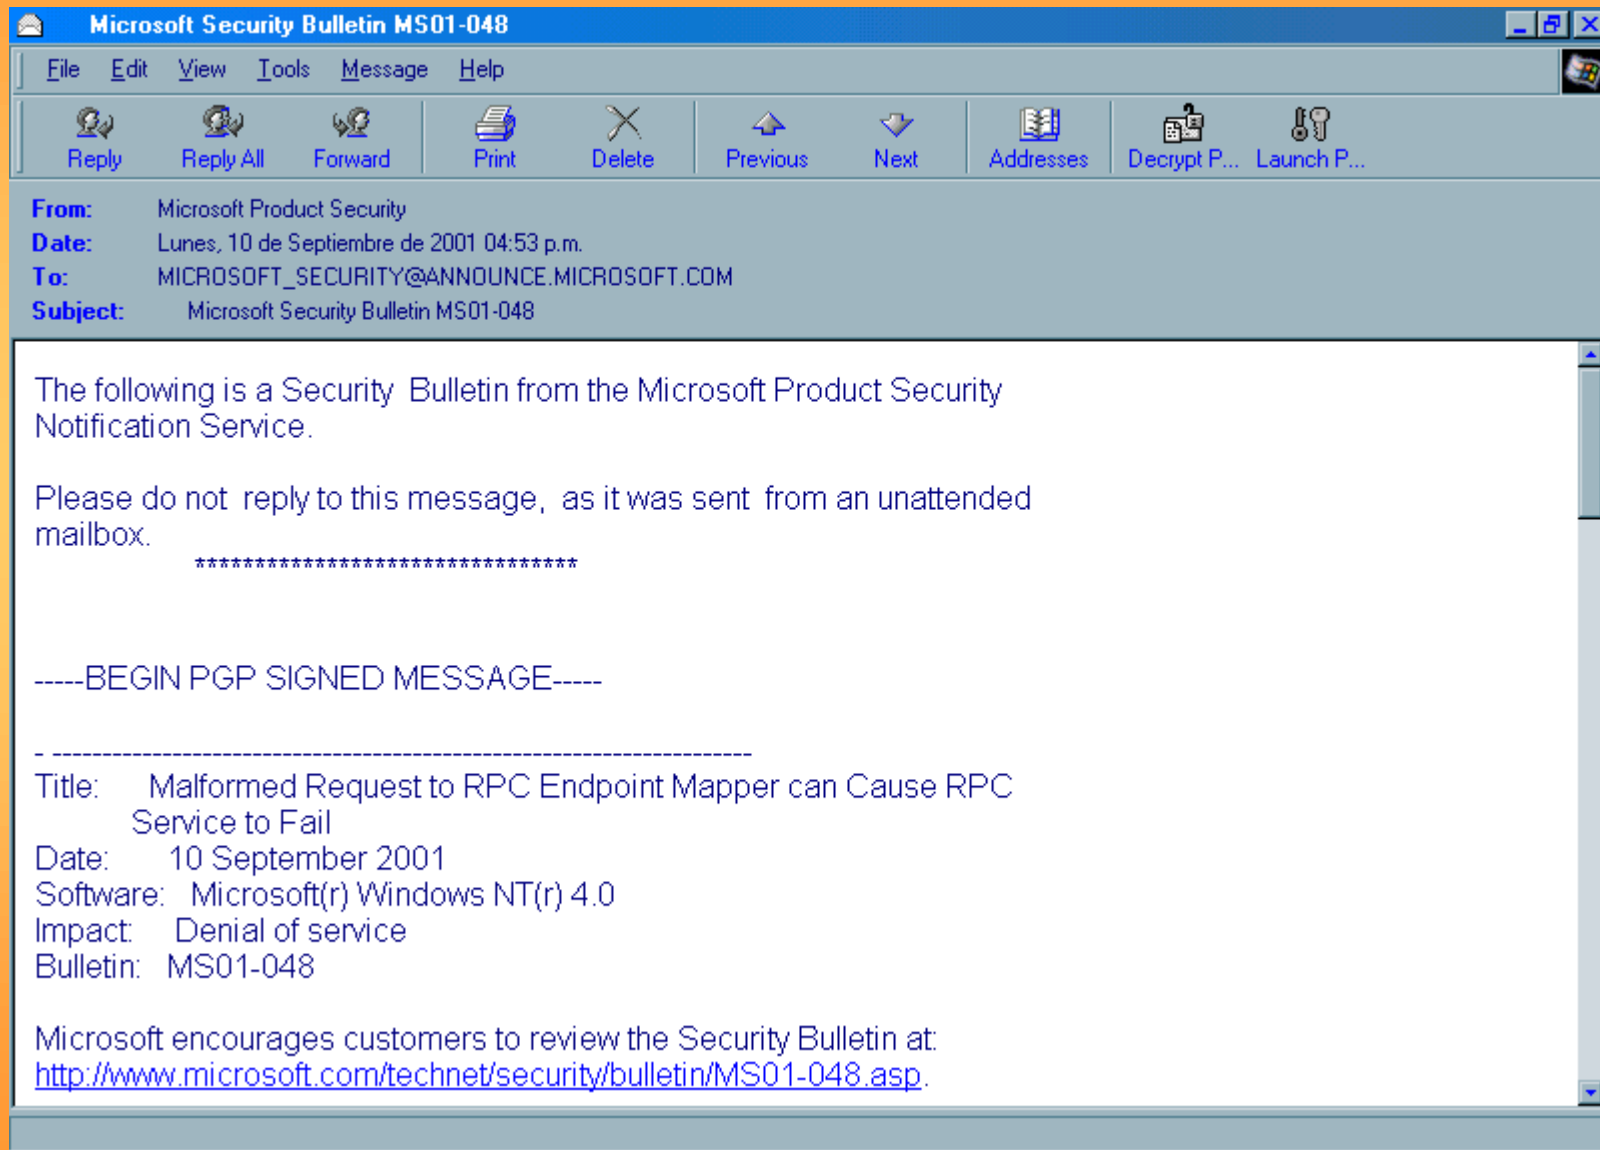 Microsoft Security Bulletin MS01-048
File Edit View Tools Message Help
Reply Reply All Forward Print Delete Previous Next Addresses Decrypt P... Launch P...
From: Microsoft Product Security
Date: Lunes, 10 de Septiembre de 2001 04:53 p.m.
To: MICROSOFT_SECURITY@ANNOUNCE.MICROSOFT.COM
Subject: Microsoft Security Bulletin MS01-048
The following is a Security Bulletin from the Microsoft Product Security
Notification Service.
Please do not reply to this message, as it was sent from an unattended
mailbox.
********************************
-----BEGIN PGP SIGNED MESSAGE-----
- ----------------------------------------------------------------------
Title: Malformed Request to RPC Endpoint Mapper can Cause RPC
Service to Fail
Date: 10 September 2001
Software: Microsoft(r) Windows NT(r) 4.0
Impact: Denial of service
Bulletin: MS01-048
Microsoft encourages customers to review the Security Bulletin at:
http://www.microsoft.com/technet/security/bulletin/MS01-048.asp.